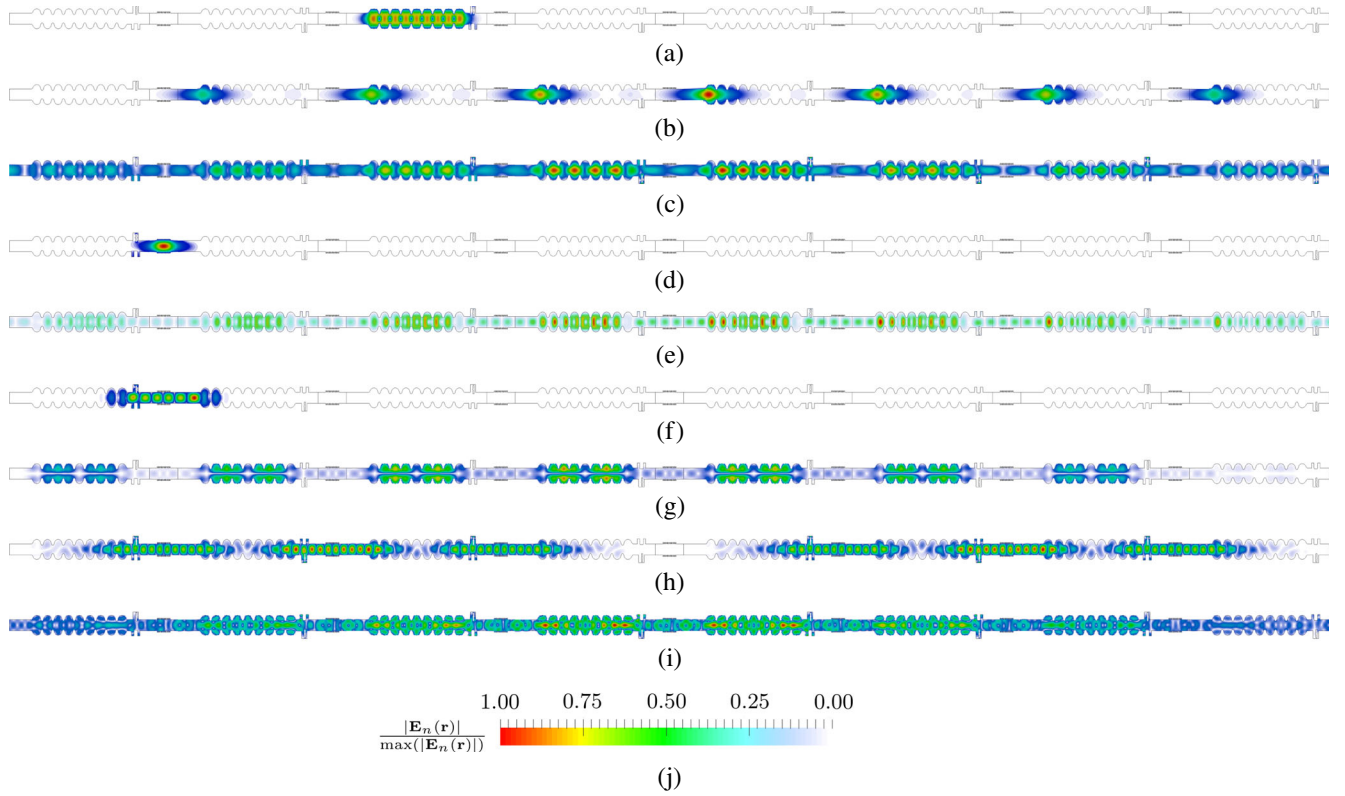 (a)
(b)
(c)
(d)
(e)
(f)
(g)
(h)
(i)
1.00 0.75 0.50 0.25 0.00
|E_n(r)|
max(|E_n(r)|)
(j)